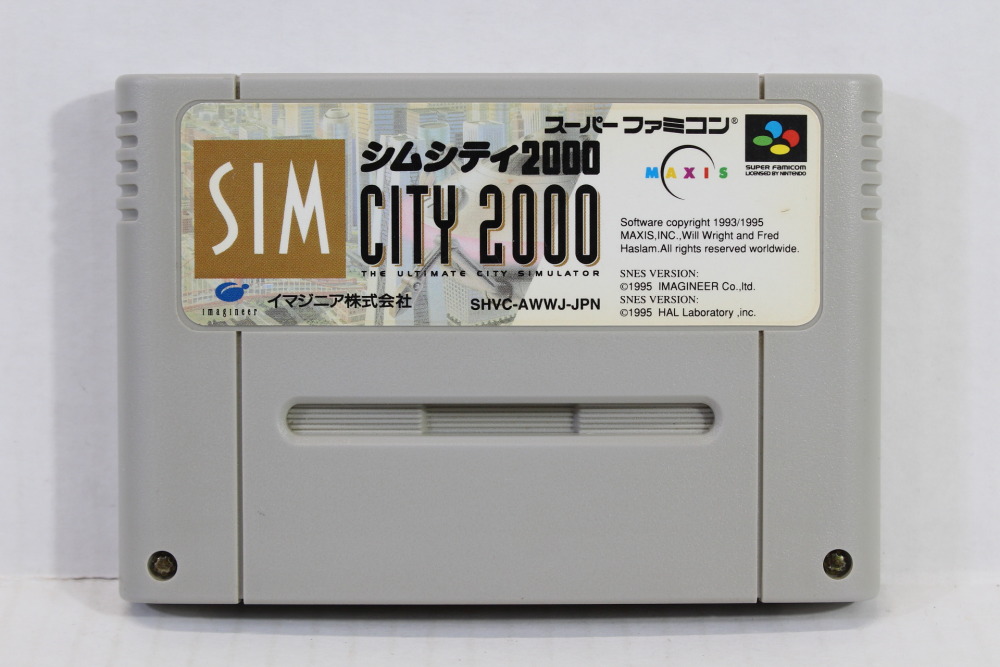 スーパーファミコン®
シムシティ2000
SIM
CITY 2000
THE ULTIMATE CITY SIMULATOR
imagineer
イマジニア株式会社
SHVC-AWWJ-JPN
MAXIS
SUPER FAMICOM
LICENSED BY NINTENDO
Software copyright 1993/1995
MAXIS,INC.,Will Wright and Fred
Haslam.All rights reserved worldwide.
SNES VERSION:
©1995 IMAGINEER Co.,ltd.
SNES VERSION:
©1995 HAL Laboratory ,inc.